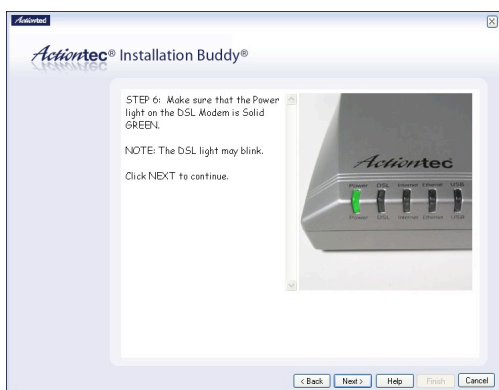 Actiontec
Actiontec® Installation Buddy®
STEP 6: Make sure that the Power
light on the DSL Modem is Solid
GREEN.
NOTE: The DSL light may blink.
Click NEXT to continue.
Actiontec
Power DSL Internet Ethernet USB
Power DSL Internet Ethernet USB
< Back Next > Help Finish Cancel